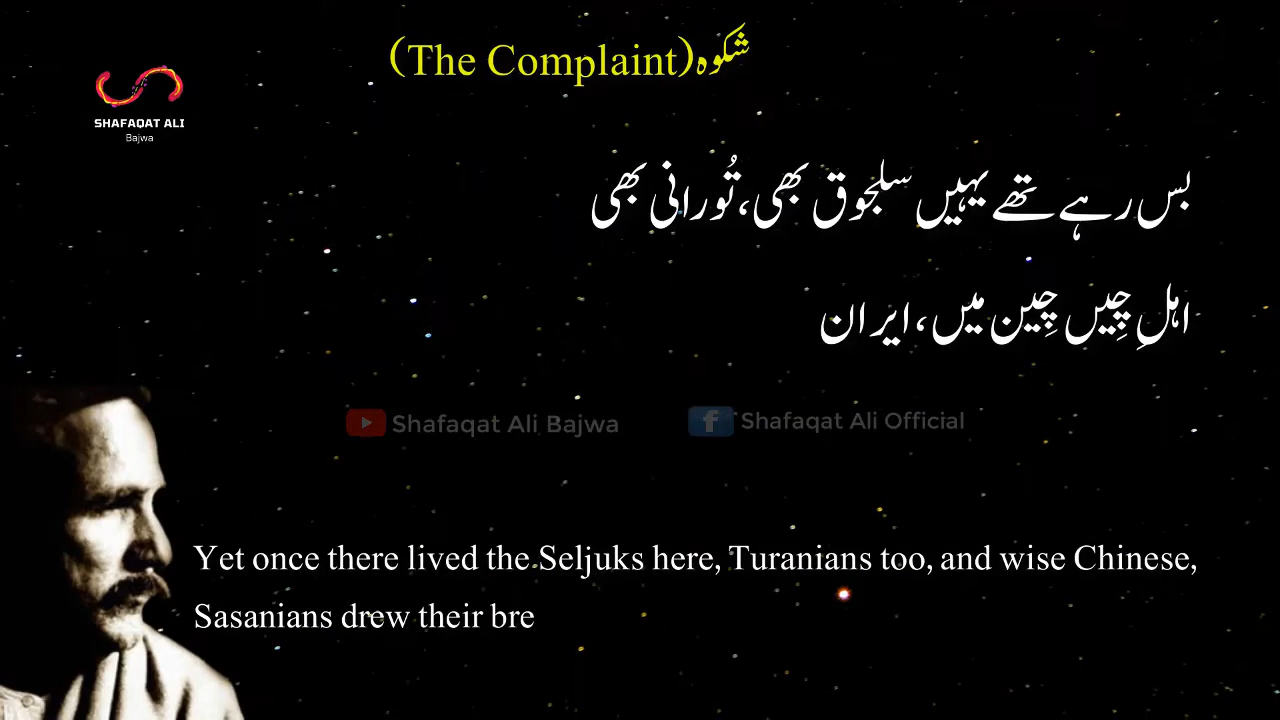 شکوہ(The Complaint)
SHAFAQAT ALI
Bajwa
بس رہے تھے یہیں سلجوق بھی، تُورانی بھی
اہلِ چِیں چِین میں، ایران
Shafaqat Ali Bajwa
Shafaqat Ali Official
Yet once there lived the Seljuks here, Turanians too, and wise Chinese,
Sasanians drew their bre